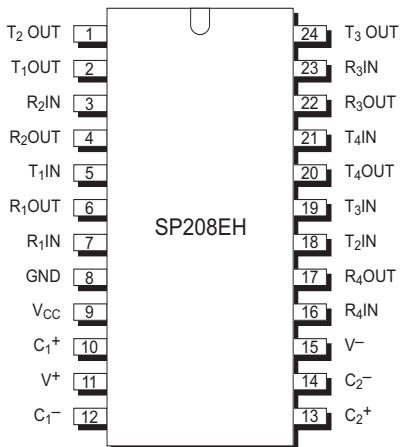 T₂ OUT 1 24 T₃ OUT
T₁OUT 2 23 R₃IN
R₂IN 3 22 R₃OUT
R₂OUT 4 21 T₄IN
T₁IN 5 20 T₄OUT
R₁OUT 6 19 T₃IN
SP208EH
R₁IN 7 18 T₂IN
GND 8 17 R₄OUT
V_CC 9 16 R₄IN
C₁⁺ 10 15 V⁻
V⁺ 11 14 C₂⁻
C₁⁻ 12 13 C₂⁺